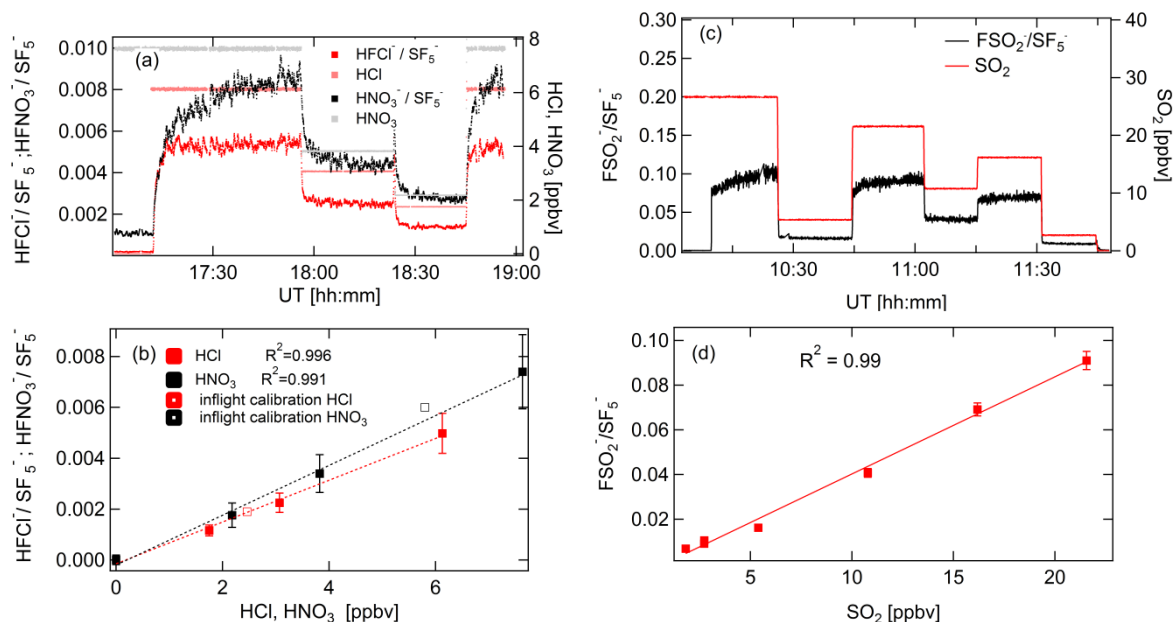 (a)
HFCl⁻/ SF₅⁻ ;HFNO₃⁻/ SF₅⁻
0.010
0.008
0.006
0.004
0.002
HFCl⁻/ SF₅⁻
HCl
HNO₃⁻/ SF₅⁻
HNO₃
8
6
4
2
0
HCl, HNO₃ [ppbv]
17:30
18:00
18:30
19:00
UT [hh:mm]
(c)
FSO₂⁻/SF₅⁻
0.30
0.25
0.20
0.15
0.10
0.05
0.00
FSO₂⁻/SF₅⁻
SO₂
40
30
20
10
0
SO₂ [ppbv]
10:30
11:00
11:30
UT [hh:mm]
(b)
HFCl⁻/ SF₅⁻ ; HFNO₃⁻/ SF₅⁻
0.008
0.006
0.004
0.002
0.000
HCl R²=0.996
HNO₃ R²=0.991
inflight calibration HCl
inflight calibration HNO₃
0
2
4
6
HCl, HNO₃ [ppbv]
(d)
R² = 0.99
FSO₂⁻/SF₅⁻
0.10
0.08
0.06
0.04
0.02
5
10
15
20
SO₂ [ppbv]